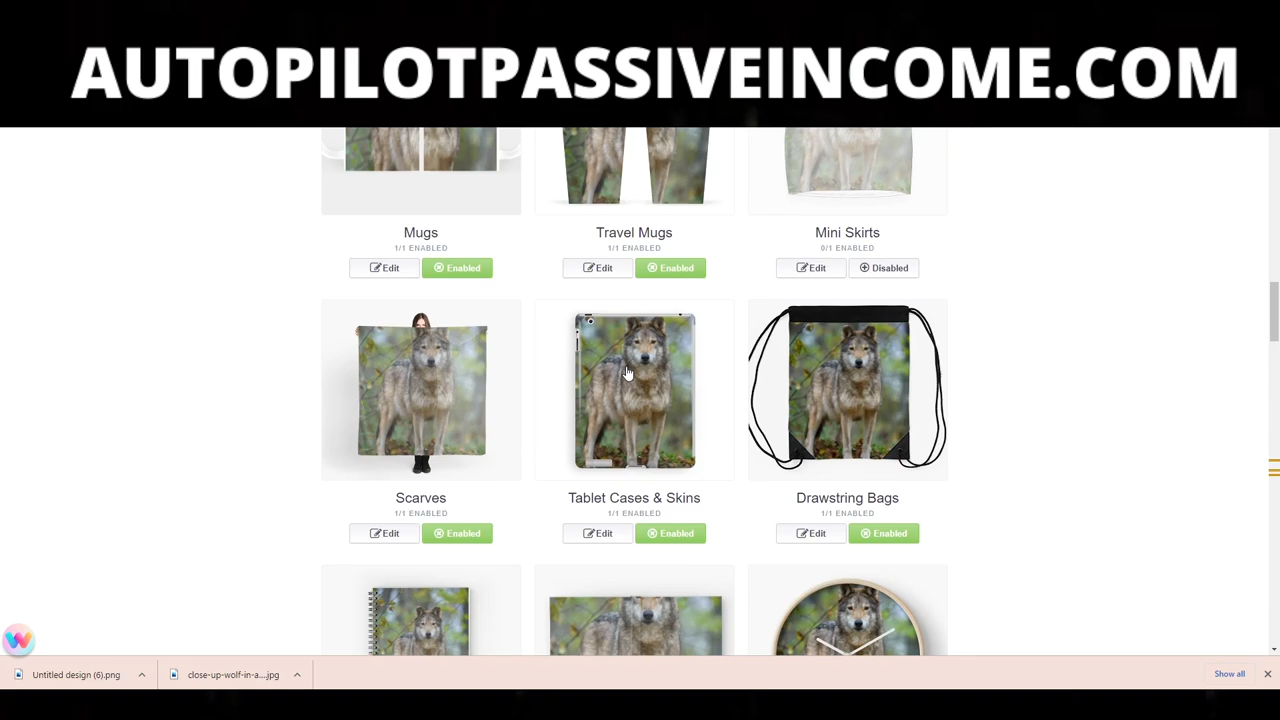 AUTOPILOTPASSIVEINCOME.COM
Mugs
1/1 ENABLED
Edit
Enabled
Travel Mugs
1/1 ENABLED
Edit
Enabled
Mini Skirts
0/1 ENABLED
Edit
Disabled
Scarves
1/1 ENABLED
Edit
Enabled
Tablet Cases & Skins
1/1 ENABLED
Edit
Enabled
Drawstring Bags
1/1 ENABLED
Edit
Enabled
Untitled design (6).png
close-up-wolf-in-a....jpg
Show all